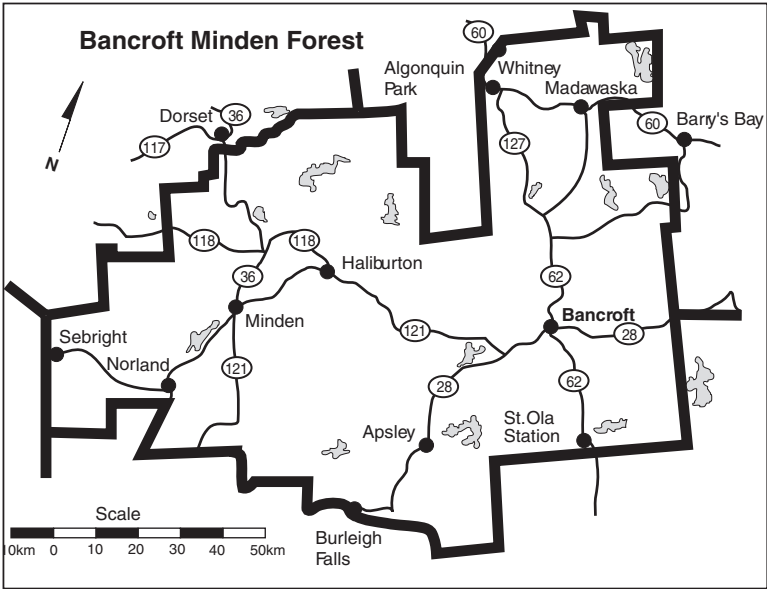 Bancroft Minden Forest
60
Algonquin
Park
Whitney
Madawaska
Dorset
36
117
127
60
Barry's Bay
N
118
118
Haliburton
36
62
Minden
Bancroft
Sebright
121
28
Norland
121
28
62
Apsley
St.Ola
Station
Scale
10km 0 10 20 30 40 50km
Burleigh
Falls